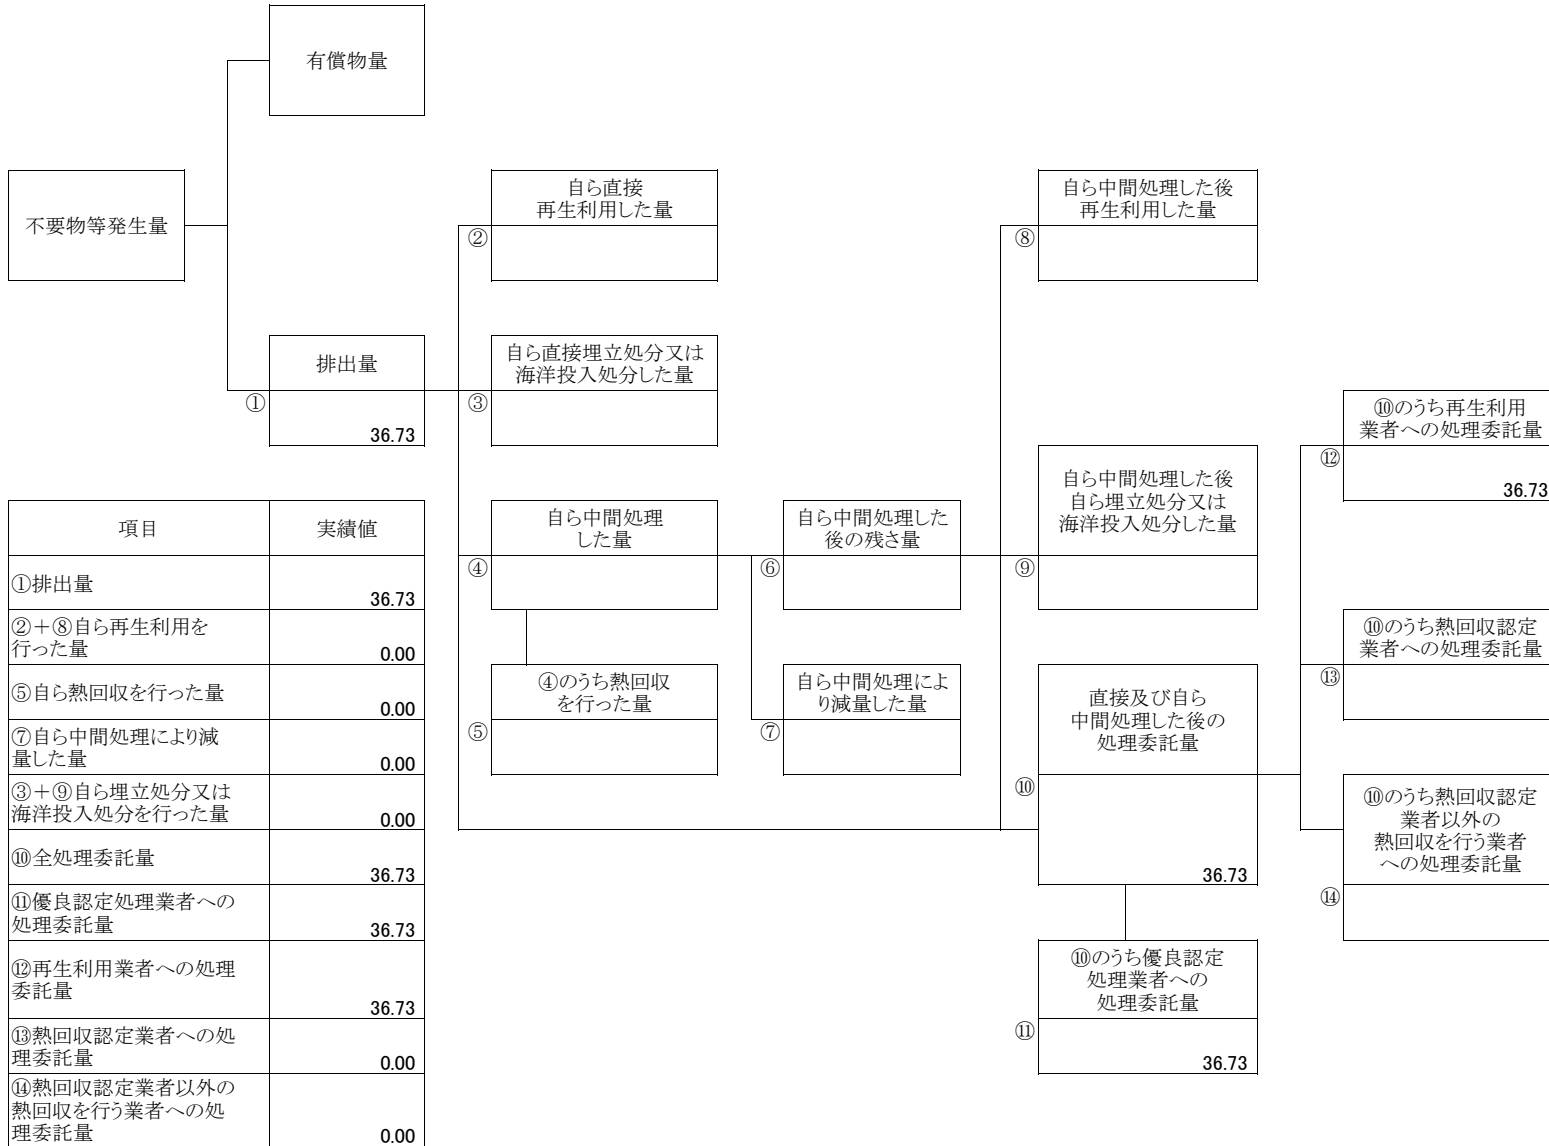 有償物量
不要物等発生量
自ら直接
再生利用した量
②
自ら中間処理した後
再生利用した量
⑧
排出量
①
36.73
自ら直接埋立処分又は
海洋投入処分した量
③
⑩のうち再生利用
業者への処理委託量
⑫
36.73
自ら中間処理
した量
④
自ら中間処理した
後の残さ量
⑥
自ら中間処理した後
自ら埋立処分又は
海洋投入処分した量
⑨
④のうち熱回収
を行った量
⑤
自ら中間処理によ
り減量した量
⑦
直接及び自ら
中間処理した後の
処理委託量
⑩
36.73
⑩のうち熱回収認定
業者への処理委託量
⑬
⑩のうち熱回収認定
業者以外の
熱回収を行う業者
への処理委託量
⑭
⑩のうち優良認定
処理業者への
処理委託量
⑪
36.73
項目 実績値
①排出量
36.73
②＋⑧自ら再生利用を
行った量
0.00
⑤自ら熱回収を行った量
0.00
⑦自ら中間処理により減
量した量
0.00
③＋⑨自ら埋立処分又は
海洋投入処分を行った量
0.00
⑩全処理委託量
36.73
⑪優良認定処理業者への
処理委託量
36.73
⑫再生利用業者への処理
委託量
36.73
⑬熱回収認定業者への処
理委託量
0.00
⑭熱回収認定業者以外の
熱回収を行う業者への処
理委託量
0.00